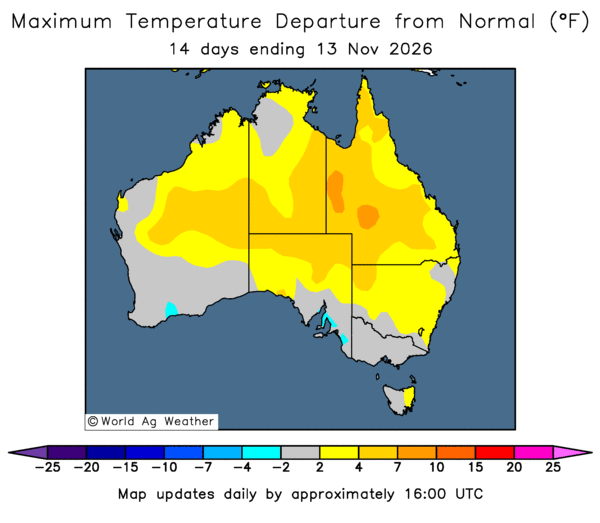 Maximum Temperature Departure from Normal (°F)
14 days ending 13 Nov 2026
©World Ag Weather
−25 −20 −15 −10 −7 −4 −2 2 4 7 10 15 20 25
Map updates daily by approximately 16:00 UTC